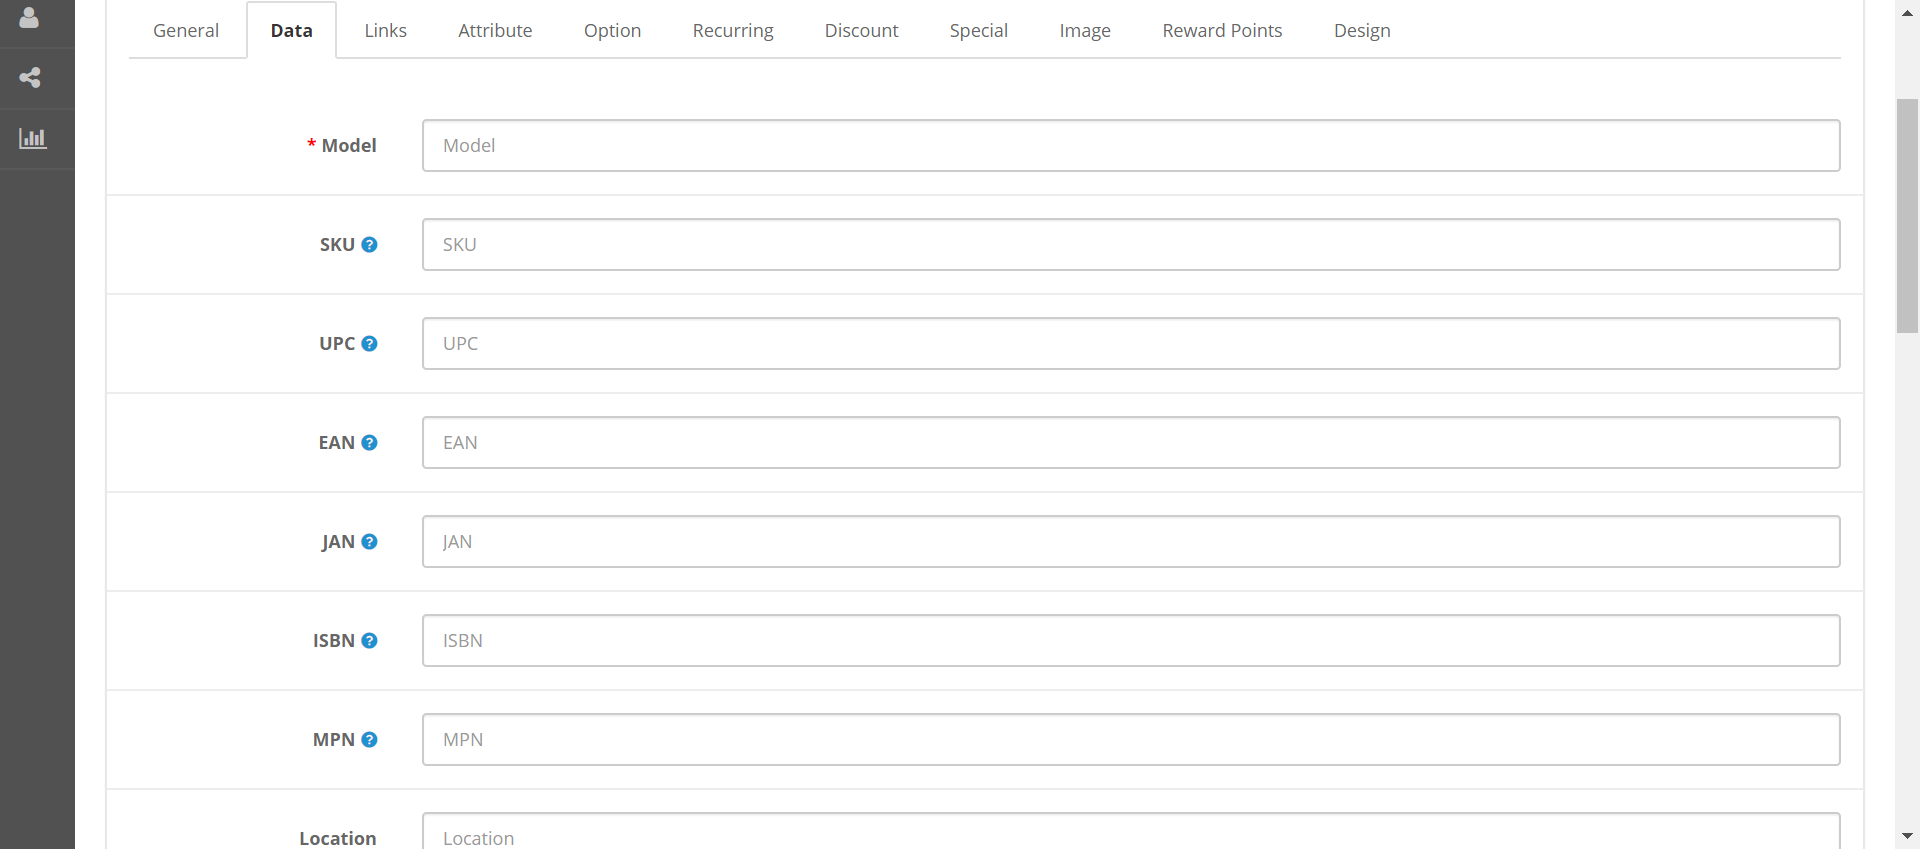 General Data Links Attribute Option Recurring Discount Special Image Reward Points Design
* Model Model
SKU ? SKU
UPC ? UPC
EAN ? EAN
JAN ? JAN
ISBN ? ISBN
MPN ? MPN
Location Location